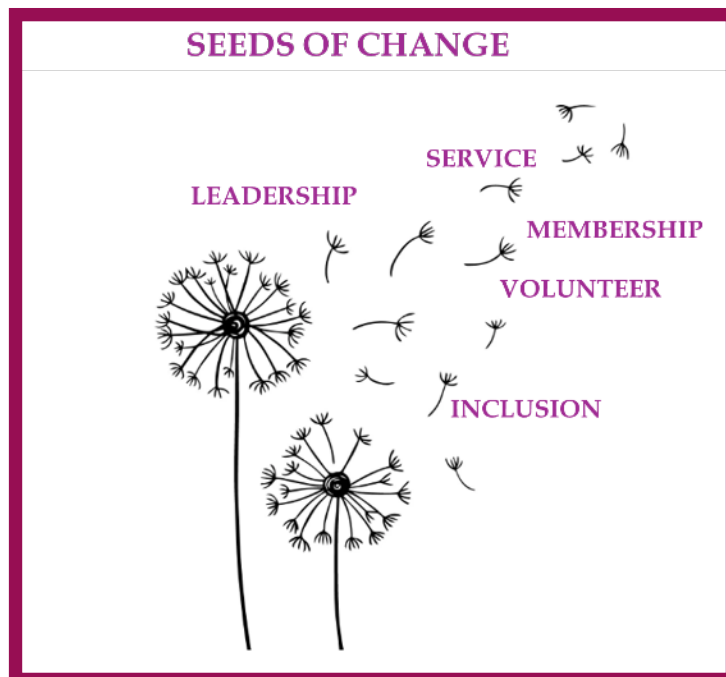 SEEDS OF CHANGE
SERVICE
LEADERSHIP
MEMBERSHIP
VOLUNTEER
INCLUSION